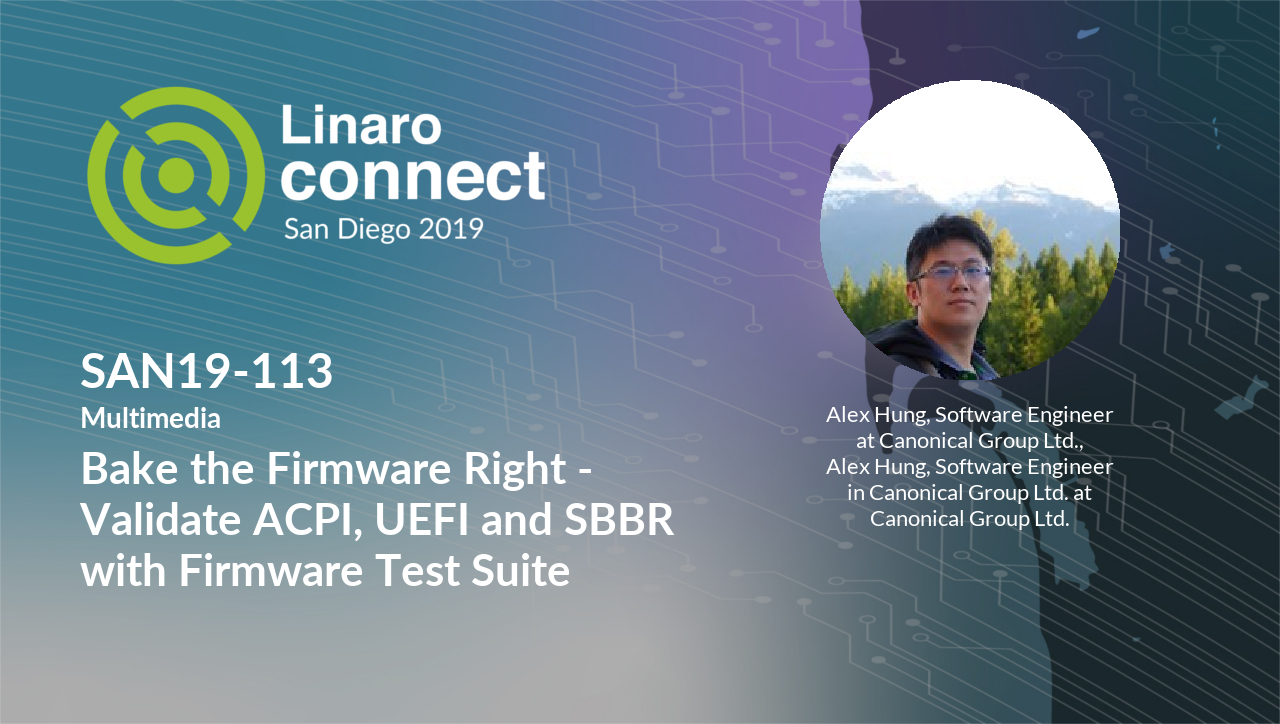 Linaro
connect
San Diego 2019
SAN19-113
Multimedia
Bake the Firmware Right -
Validate ACPI, UEFI and SBBR
with Firmware Test Suite
Alex Hung, Software Engineer
at Canonical Group Ltd.,
Alex Hung, Software Engineer
in Canonical Group Ltd. at
Canonical Group Ltd.